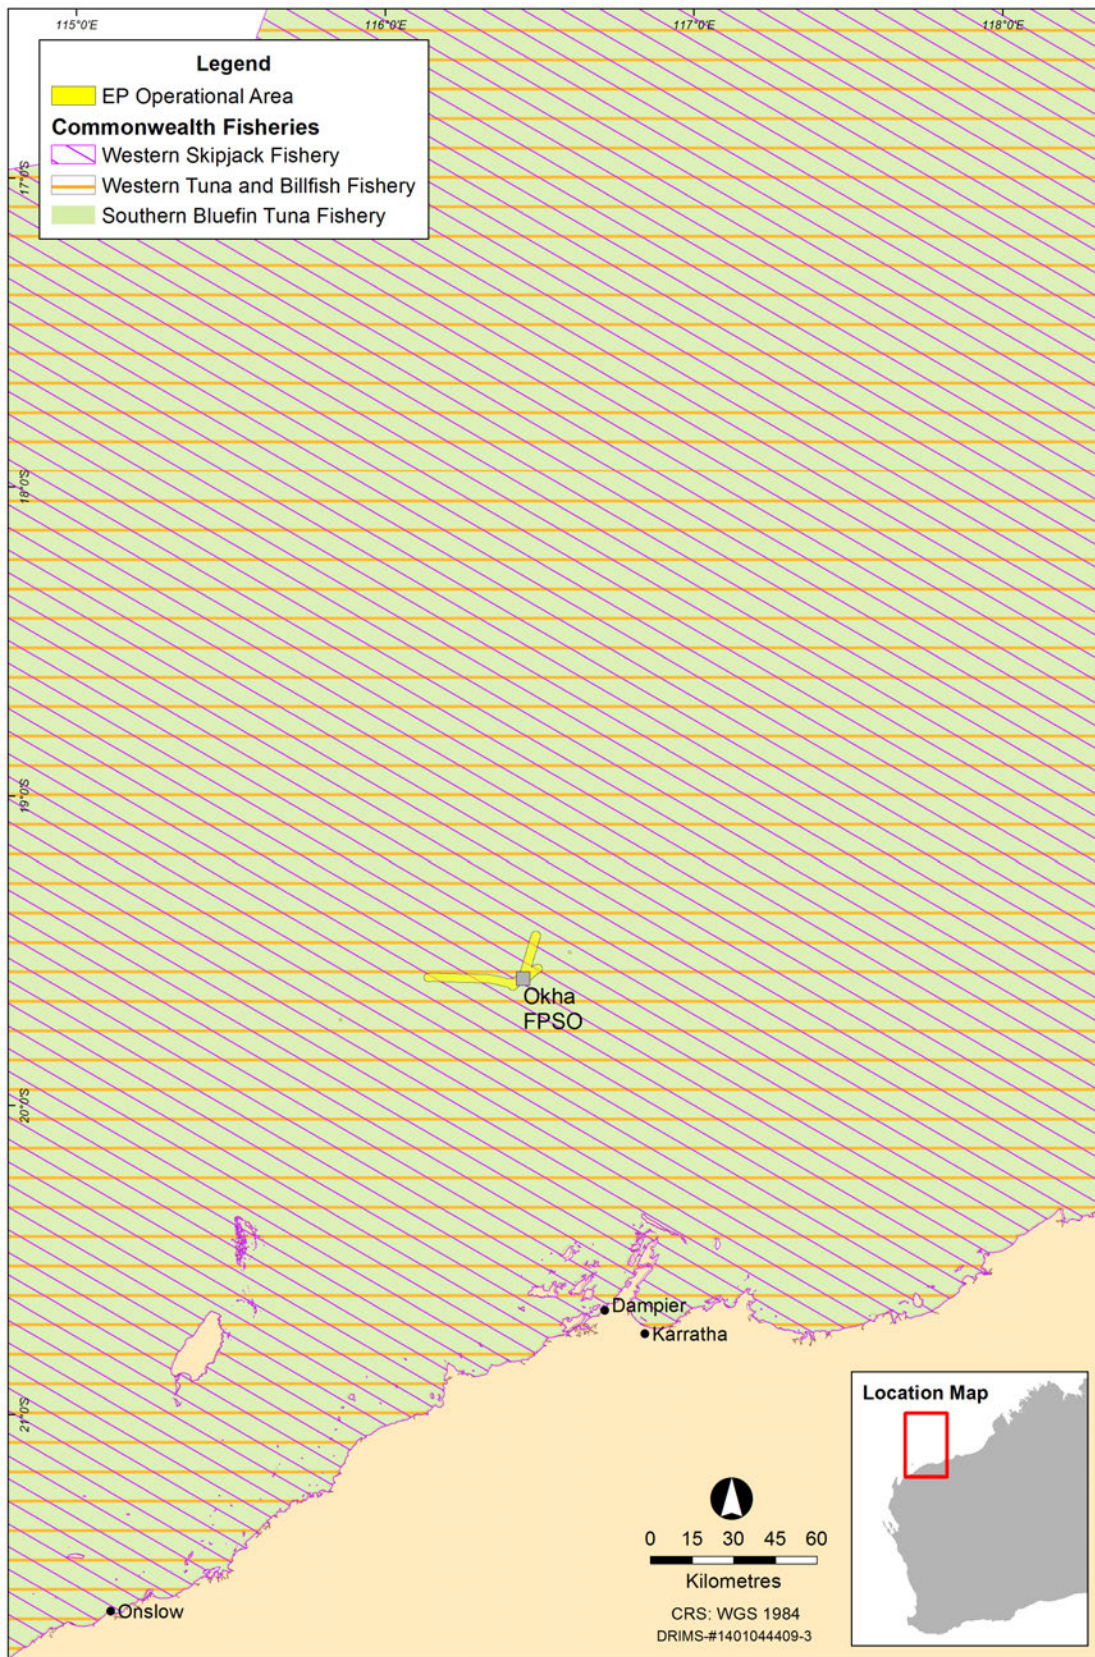 115°0'E
116°0'E
117°0'E
118°0'E
Legend
EP Operational Area
Commonwealth Fisheries
Western Skipjack Fishery
Western Tuna and Billfish Fishery
Southern Bluefin Tuna Fishery
17°0'S
18°0'S
19°0'S
Okha
FPSO
20°0'S
Dampier
Karratha
21°0'S
Location Map
0 15 30 45 60
Kilometres
CRS: WGS 1984
DRIMS-#1401044409-3
Onslow